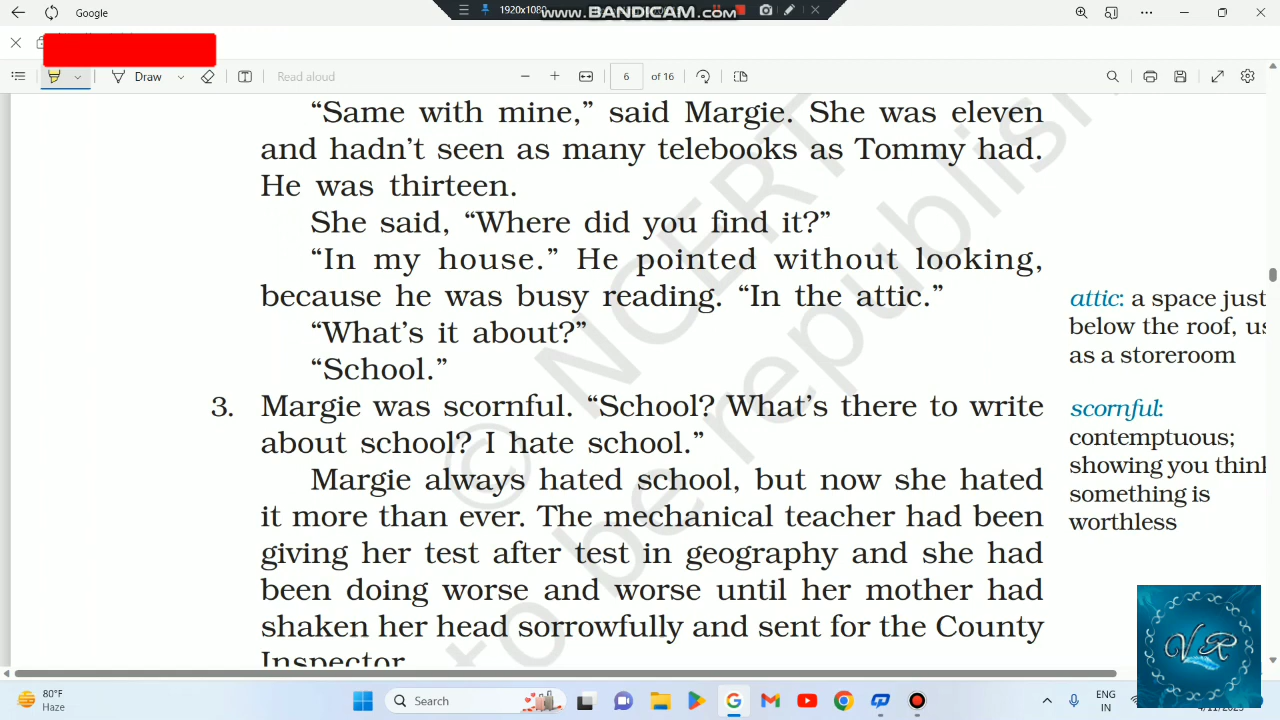 Google
1920x1080
www.BANDICAM.com
Draw
Read aloud
6
of 16
“Same with mine,” said Margie. She was eleven
and hadn’t seen as many telebooks as Tommy had.
He was thirteen.
She said, “Where did you find it?”
“In my house.” He pointed without looking,
because he was busy reading. “In the attic.”
“What’s it about?”
“School.”
3. Margie was scornful. “School? What’s there to write
about school? I hate school.”
Margie always hated school, but now she hated
it more than ever. The mechanical teacher had been
giving her test after test in geography and she had
been doing worse and worse until her mother had
shaken her head sorrowfully and sent for the County
Inspector.
attic: a space just
below the roof, us
as a storeroom
scornful:
contemptuous;
showing you think
something is
worthless
© NCERT
to be republish
VR
80°F
Haze
Search
ENG
IN